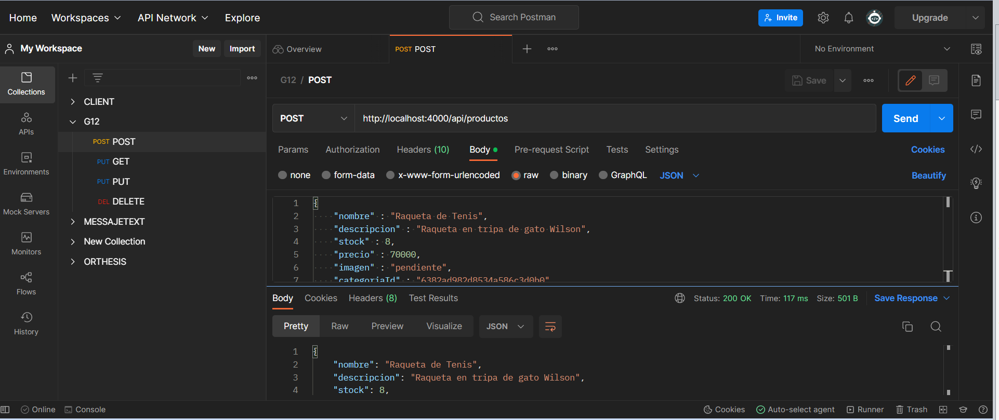 Home Workspaces API Network Explore Search Postman Invite Upgrade
My Workspace New Import Overview POST POST No Environment
Collections
APIs
Environments
Mock Servers
Monitors
Flows
History
CLIENT
G12
POST POST
PUT GET
PUT PUT
DEL DELETE
MESSAJETEXT
New Collection
ORTHESIS
G12 / POST Save
POST http://localhost:4000/api/productos Send
Params Authorization Headers (10) Body Pre-request Script Tests Settings Cookies
none form-data x-www-form-urlencoded raw binary GraphQL JSON Beautify
1 {
2 "nombre" : "Raqueta de Tenis",
3 "descripcion" : "Raqueta en tripa de gato Wilson",
4 "stock" : 8,
5 "precio" : 70000,
6 "imagen" : "pendiente",
7 "categoriaId" : "6382ad982d8534a586c3d0b0"
Body Cookies Headers (8) Test Results Status: 200 OK Time: 117 ms Size: 501 B Save Response
Pretty Raw Preview Visualize JSON
1 {
2 "nombre": "Raqueta de Tenis",
3 "descripcion": "Raqueta en tripa de gato Wilson",
4 "stock": 8,
Online Console Cookies Auto-select agent Runner Trash